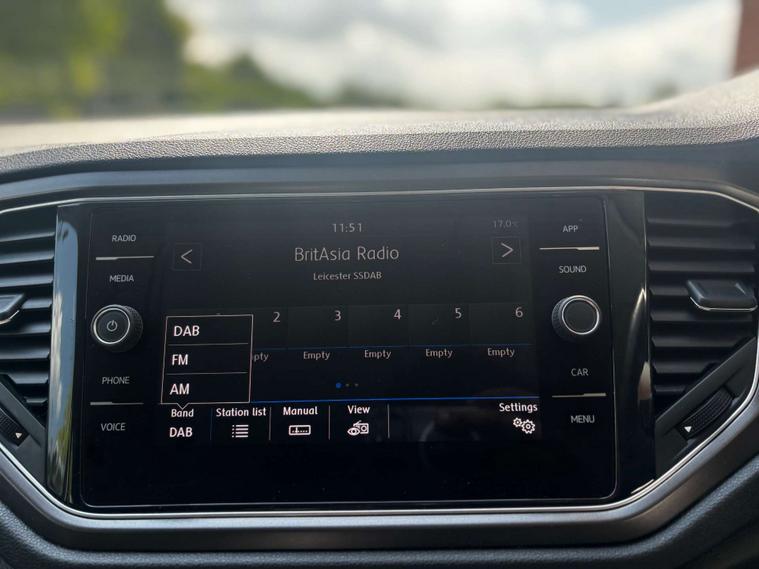 RADIO
MEDIA
PHONE
VOICE
11:51
17.0°C
BritAsia Radio
Leicester SSDAB
2
3
4
5
6
Empty
Empty
Empty
Empty
DAB
FM
AM
Band
DAB
Station list
Manual
View
Settings
APP
SOUND
CAR
MENU